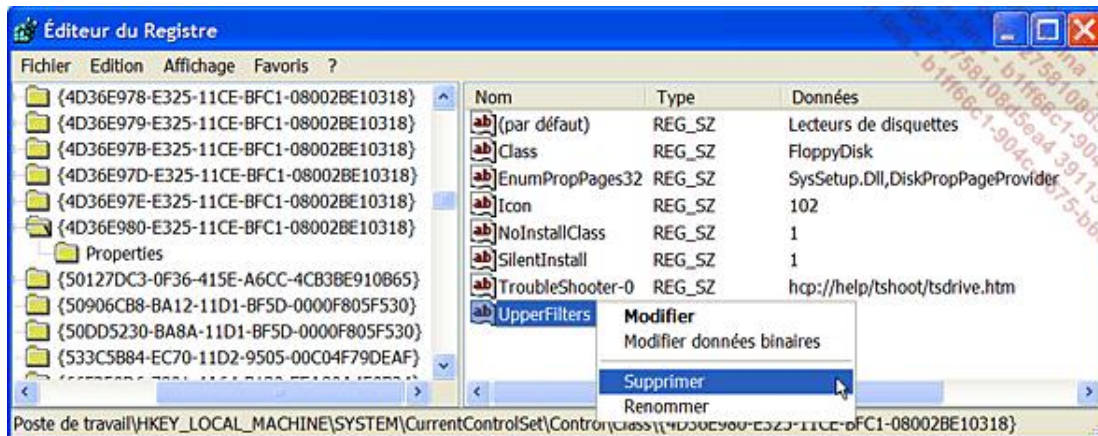 Éditeur du Registre
Fichier Edition Affichage Favoris ?
{4D36E978-E325-11CE-BFC1-08002BE10318}
{4D36E979-E325-11CE-BFC1-08002BE10318}
{4D36E97B-E325-11CE-BFC1-08002BE10318}
{4D36E97D-E325-11CE-BFC1-08002BE10318}
{4D36E97E-E325-11CE-BFC1-08002BE10318}
{4D36E980-E325-11CE-BFC1-08002BE10318}
Properties
{50127DC3-0F36-415E-A6CC-4CB3BE910B65}
{50906CB8-BA12-11D1-BF5D-0000F805F530}
{50DD5230-BA8A-11D1-BF5D-0000F805F530}
{533C5B84-EC70-11D2-9505-00C04F79DEAF}
Nom Type Données
(par défaut) REG_SZ Lecteurs de disquettes
Class REG_SZ FloppyDisk
EnumPropPages32 REG_SZ SysSetup.Dll,DiskPropPageProvider
Icon REG_SZ 102
NoInstallClass REG_SZ 1
SilentInstall REG_SZ 1
TroubleShooter-0 REG_SZ hcp://help/tshoot/tsdrive.htm
UpperFilters
Modifier
Modifier données binaires
Supprimer
Renommer
Poste de travail\HKEY_LOCAL_MACHINE\SYSTEM\CurrentControlSet\Control\Class\{4D36E980-E325-11CE-BFC1-08002BE10318}